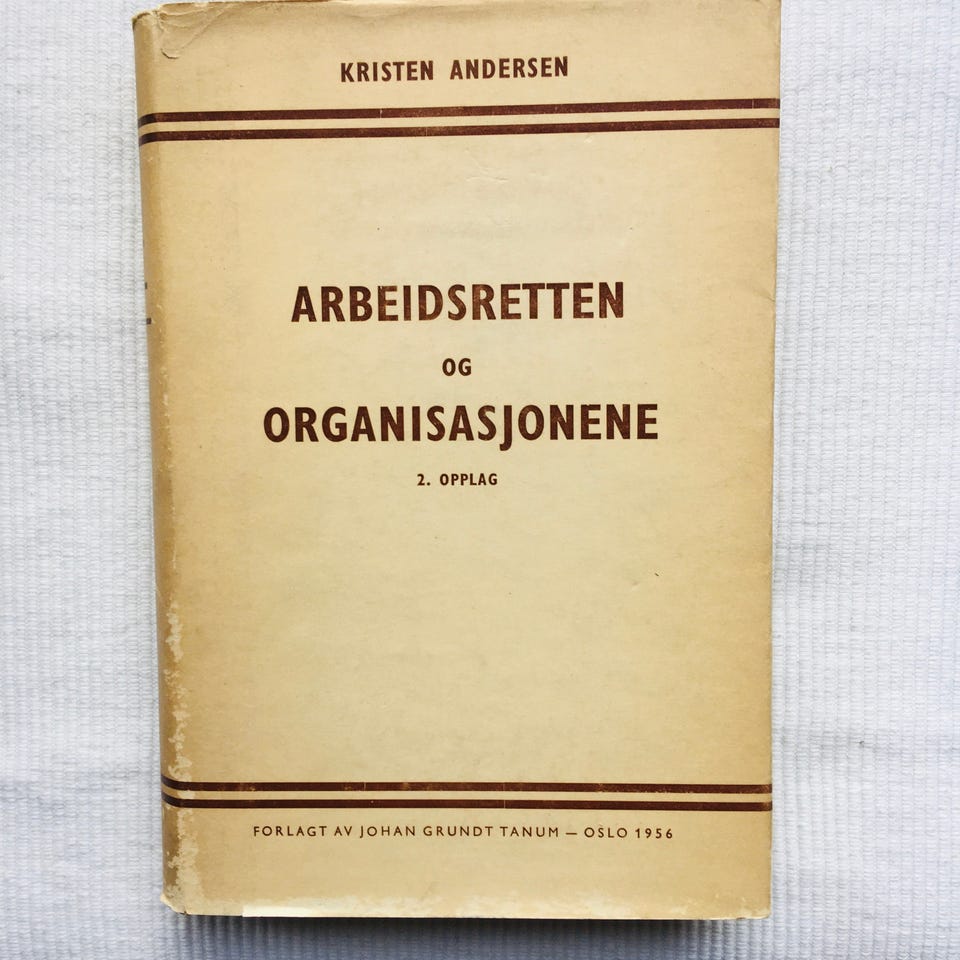 KRISTEN ANDERSEN
ARBEIDSRETTEN
OG
ORGANISASJONENE
2. OPPLAG
FORLAGT AV JOHAN GRUNDT TANUM — OSLO 1956